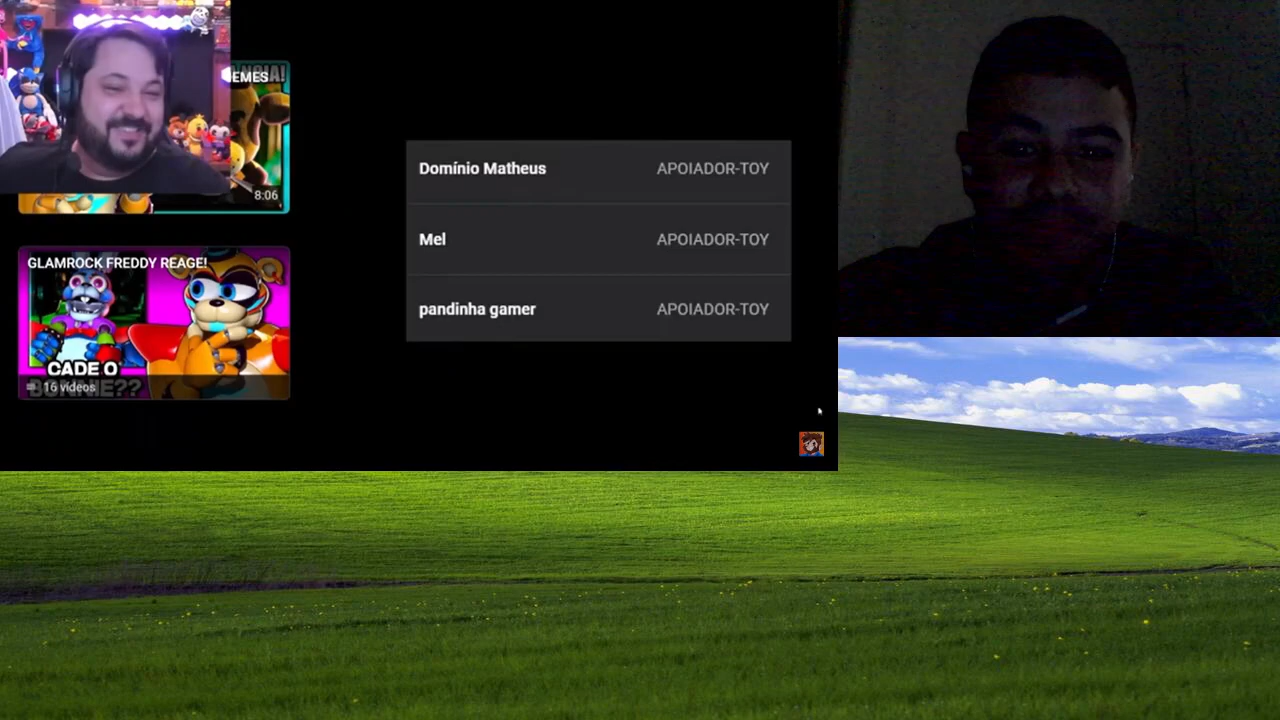 EMES
8:06
GLAMROCK FREDDY REAGE!
CADE O
BONNIE??
16 vídeos
Domínio Matheus APOIADOR-TOY
Mel APOIADOR-TOY
pandinha gamer APOIADOR-TOY